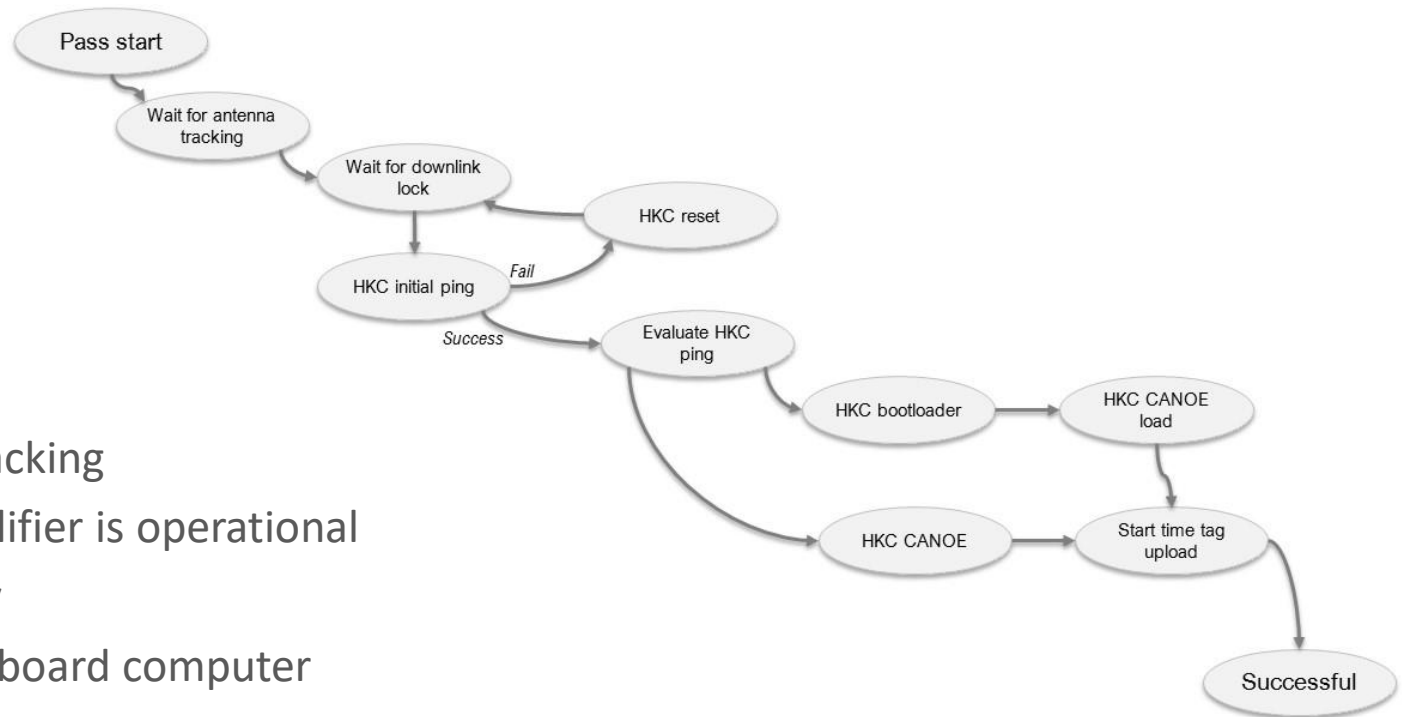 Pass start
Wait for antenna
tracking
Wait for downlink
lock
HKC reset
HKC initial ping
Fail
Success
Evaluate HKC
ping
HKC bootloader
HKC CANOE
load
HKC CANOE
Start time tag
upload
Successful
acking
lifier is operational
board computer